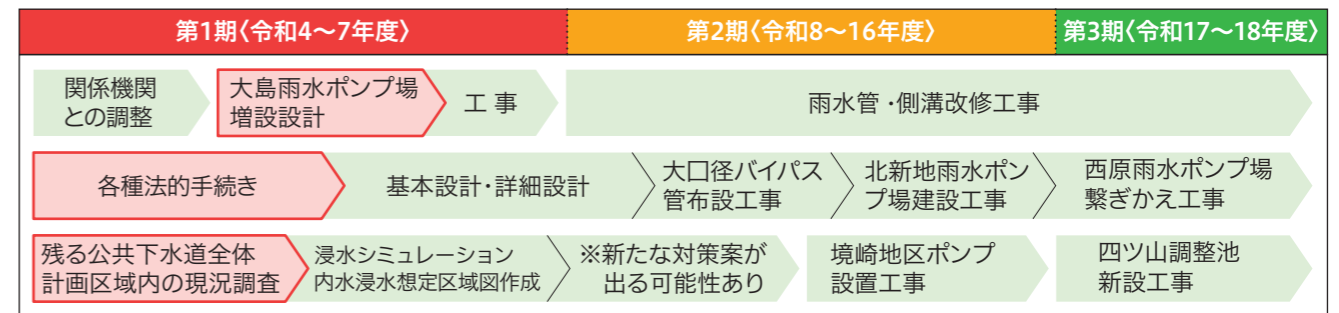 第1期〈令和4～7年度〉
第2期〈令和8～16年度〉
第3期〈令和17～18年度〉
関係機関
との調整
大島雨水ポンプ場
増設設計
工 事
雨水管・側溝改修工事
各種法的手続き
基本設計・詳細設計
大口径バイパス
管布設工事
北新地雨水ポン
プ場建設工事
西原雨水ポンプ場
繋ぎかえ工事
残る公共下水道全体
計画区域内の現況調査
浸水シミュレーション
内水浸水想定区域図作成
※新たな対策案が
出る可能性あり
境崎地区ポンプ
設置工事
四ツ山調整池
新設工事